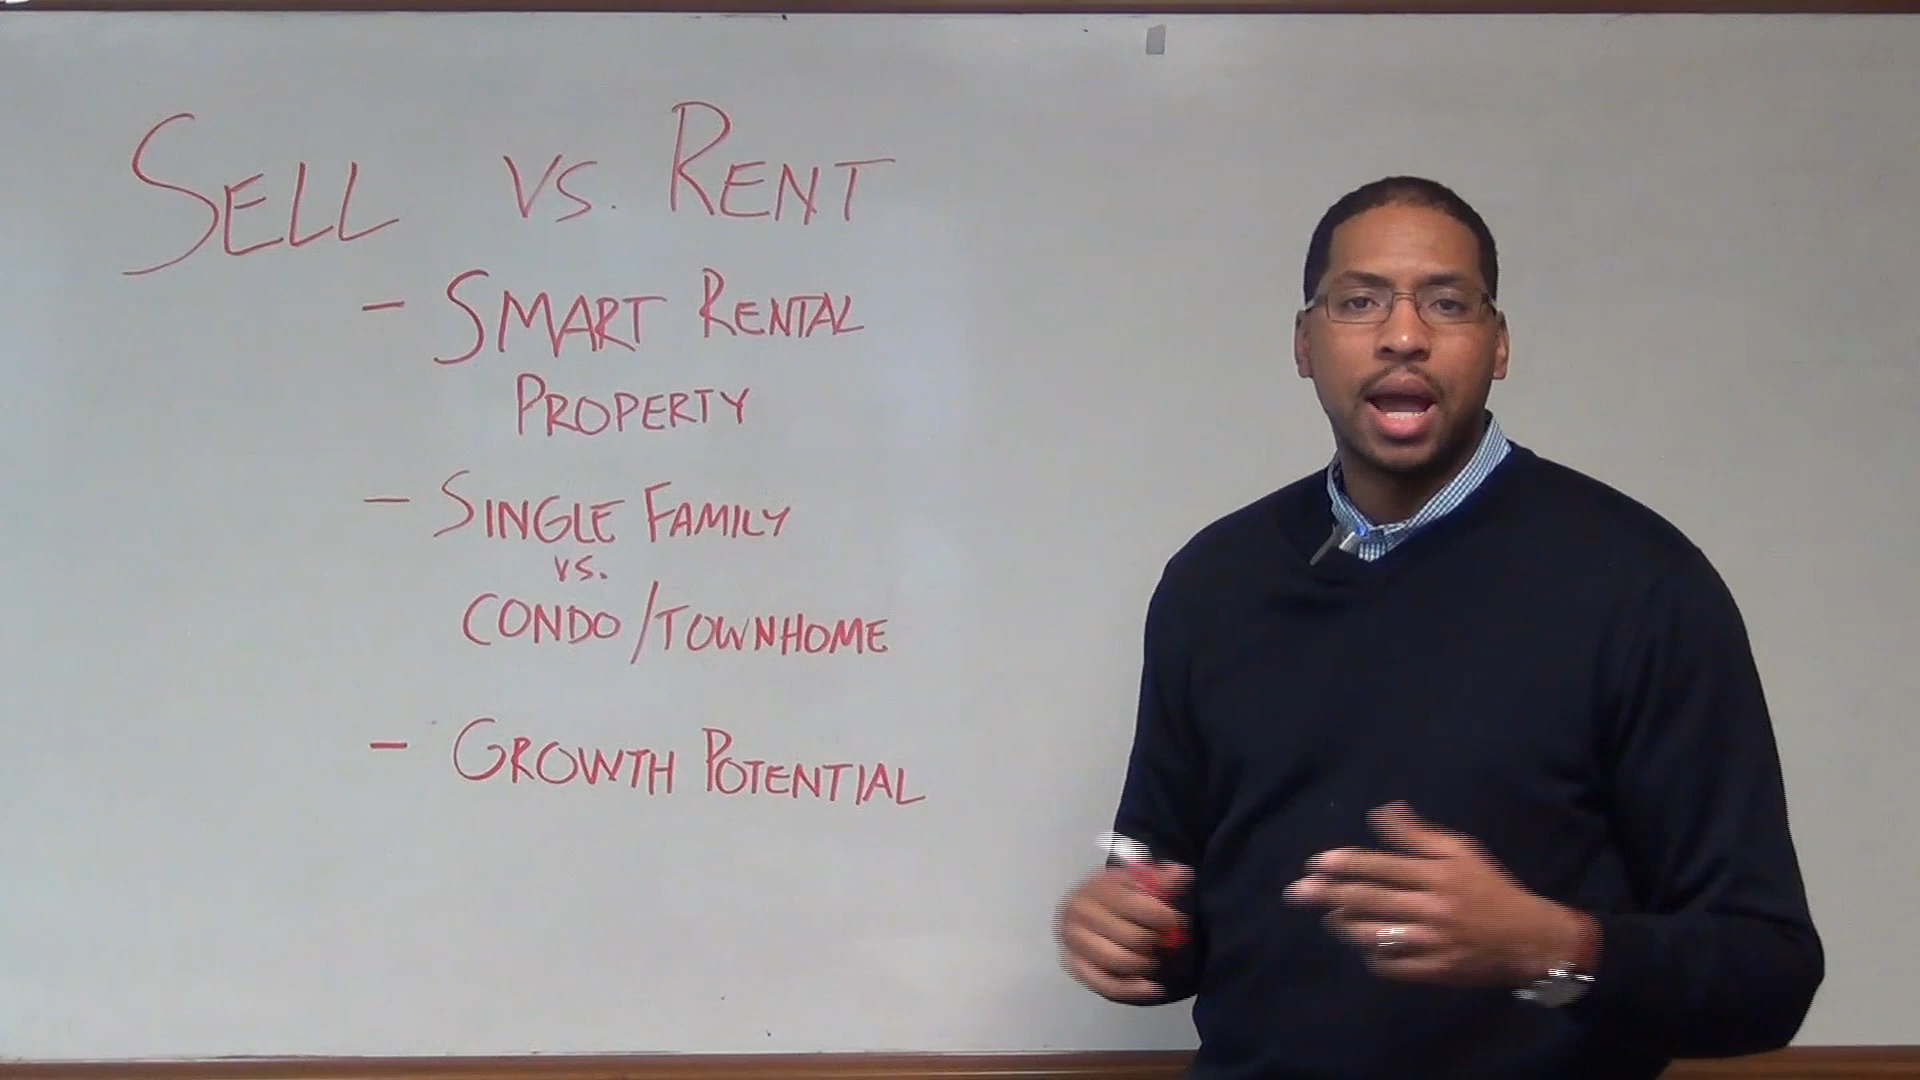 SELL VS. RENT
- SMART RENTAL
PROPERTY
- SINGLE FAMILY
VS.
CONDO/TOWNHOME
- GROWTH POTENTIAL